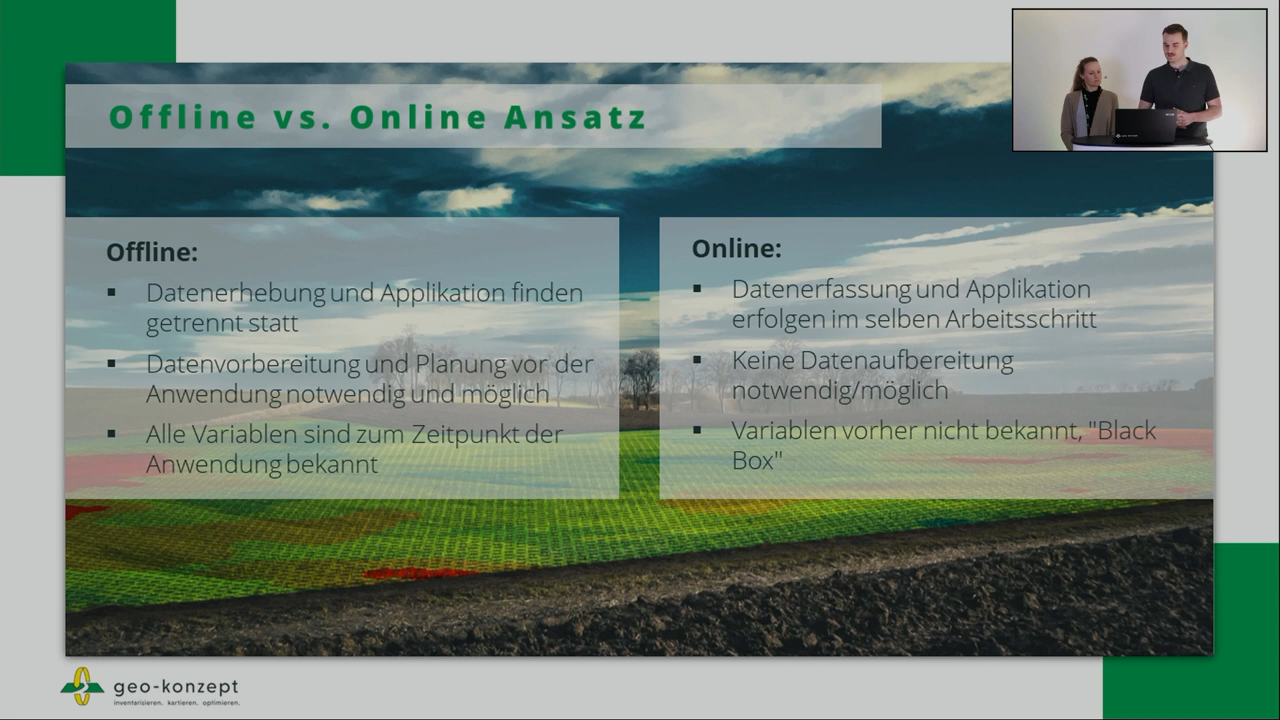 Offline vs. Online Ansatz
Offline:
▪ Datenerhebung und Applikation finden
getrennt statt
▪ Datenvorbereitung und Planung vor der
Anwendung notwendig und möglich
▪ Alle Variablen sind zum Zeitpunkt der
Anwendung bekannt
Online:
▪ Datenerfassung und Applikation
erfolgen im selben Arbeitsschritt
▪ Keine Datenaufbereitung
notwendig/möglich
▪ Variablen vorher nicht bekannt, "Black
Box"
geo-konzept
inventarisieren. kartieren. optimieren.